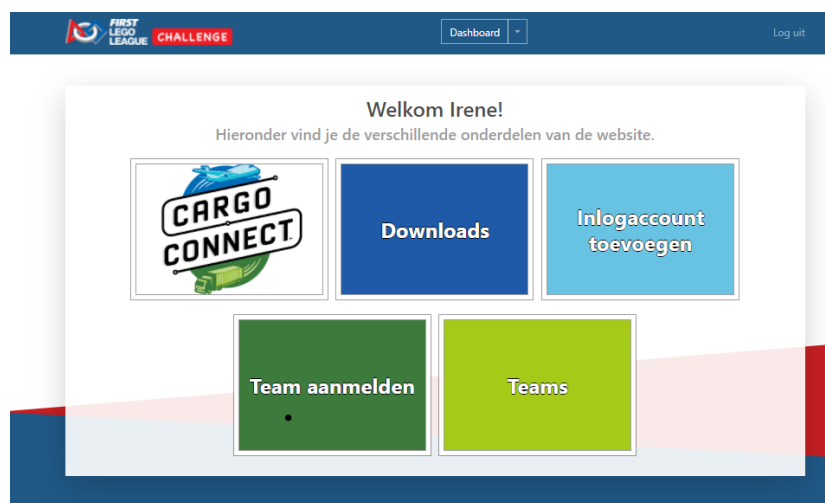 FIRST
LEGO
LEAGUE CHALLENGE
Dashboard
Log uit
Welkom Irene!
Hieronder vind je de verschillende onderdelen van de website.
CARGO
CONNECT
Downloads
Inlogaccount
toevoegen
Team aanmelden
Teams